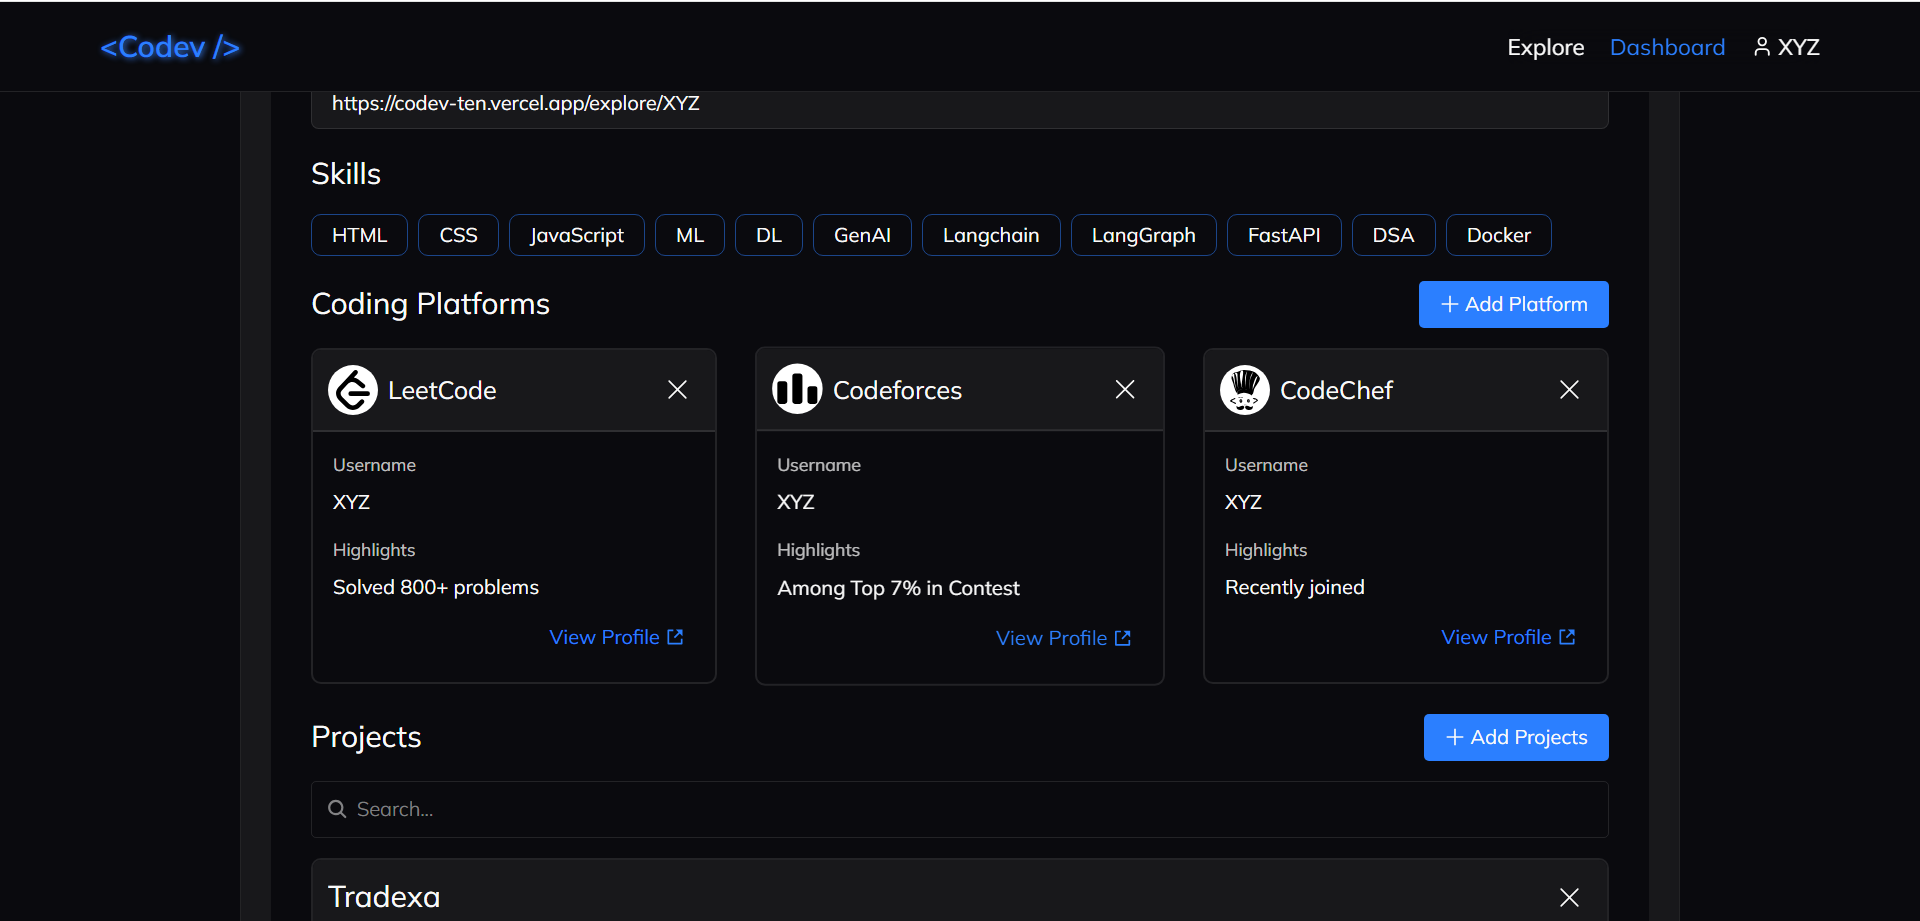 <Codev />
Explore Dashboard XYZ
https://codev-ten.vercel.app/explore/XYZ
Skills
HTML CSS JavaScript ML DL GenAI Langchain LangGraph FastAPI DSA Docker
Coding Platforms
+ Add Platform
LeetCode
Username
XYZ
Highlights
Solved 800+ problems
View Profile
Codeforces
Username
XYZ
Highlights
Among Top 7% in Contest
View Profile
CodeChef
Username
XYZ
Highlights
Recently joined
View Profile
Projects
+ Add Projects
Search...
Tradexa